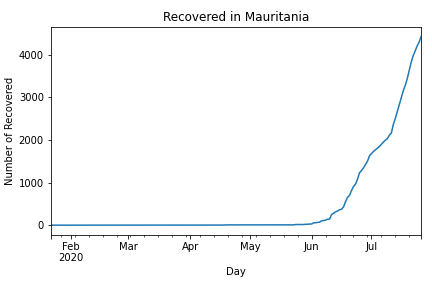 Recovered in Mauritania
Number of Recovered
4000
3000
2000
1000
0
Feb
2020
Mar
Apr
May
Jun
Jul
Day